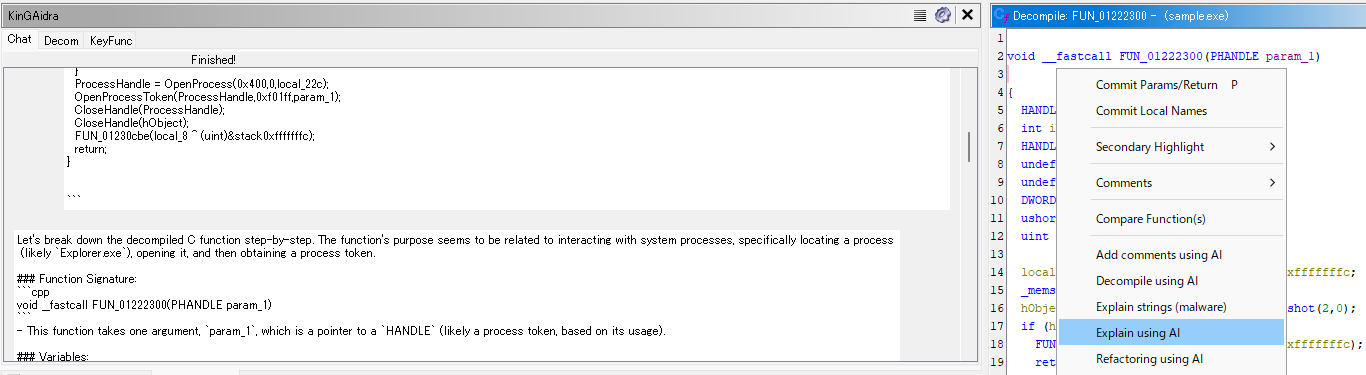 KinGAidra
Chat Decom KeyFunc
Finished!
}
ProcessHandle = OpenProcess(0x400,0,local_22c);
OpenProcessToken(ProcessHandle,0xf01ff,param_1);
CloseHandle(ProcessHandle);
CloseHandle(hObject);
FUN_01230cbe(local_8 ^ (uint)&stack0xfffffffc);
return;
}
```
Let's break down the decompiled C function step-by-step. The function's purpose seems to be related to interacting with system processes, specifically locating a process
(likely `Explorer.exe`), opening it, and then obtaining a process token.
### Function Signature:
```cpp
void __fastcall FUN_01222300(PHANDLE param_1)
```
- This function takes one argument, `param_1`, which is a pointer to a `HANDLE` (likely a process token, based on its usage).
### Variables:
Decompile: FUN_01222300 - (sample.exe)
1
2 void __fastcall FUN_01222300(PHANDLE param_1)
3
4 {
5 HANDL
6 int i
7 HANDL
8 undef
9 undef
10 DWORD
11 ushor
12 uint
13
14 local xfffffffc;
15 _mems
16 hObje shot(2,0);
17 if (h
18 FUN xfffffffc);
19 ret
Commit Params/Return P
Commit Local Names
Secondary Highlight
Comments
Compare Function(s)
Add comments using AI
Decompile using AI
Explain strings (malware)
Explain using AI
Refactoring using AI